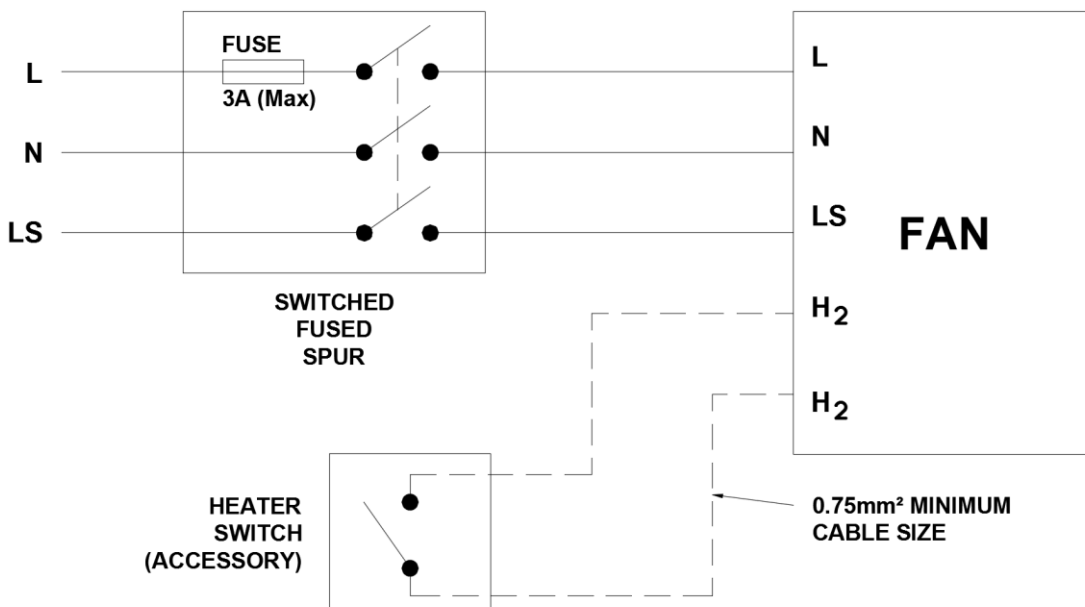 L
N
LS
FUSE
3A (Max)
SWITCHED
FUSED
SPUR
L
N
LS
FAN
H₂
H₂
HEATER
SWITCH
(ACCESSORY)
0.75mm² MINIMUM
CABLE SIZE